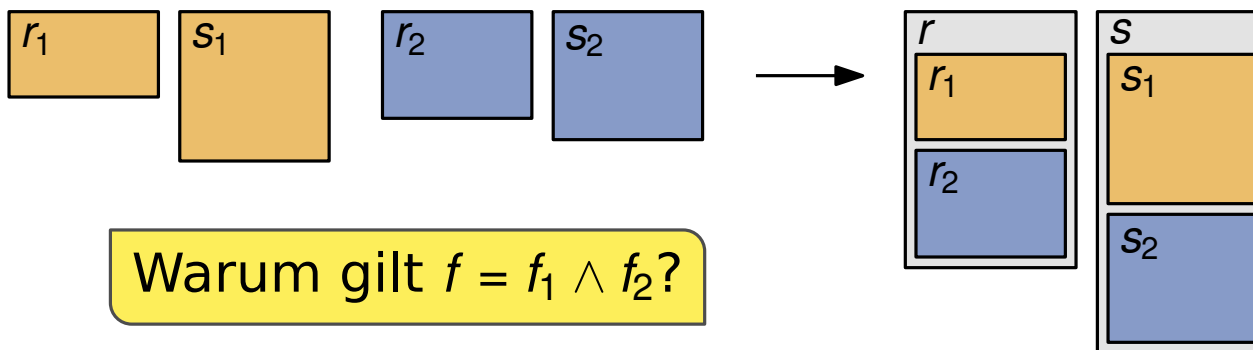 r₁ s₁ r₂ s₂ r s
r₁ s₁
r₂ s₂
Warum gilt f = f₁ ∧ f₂?